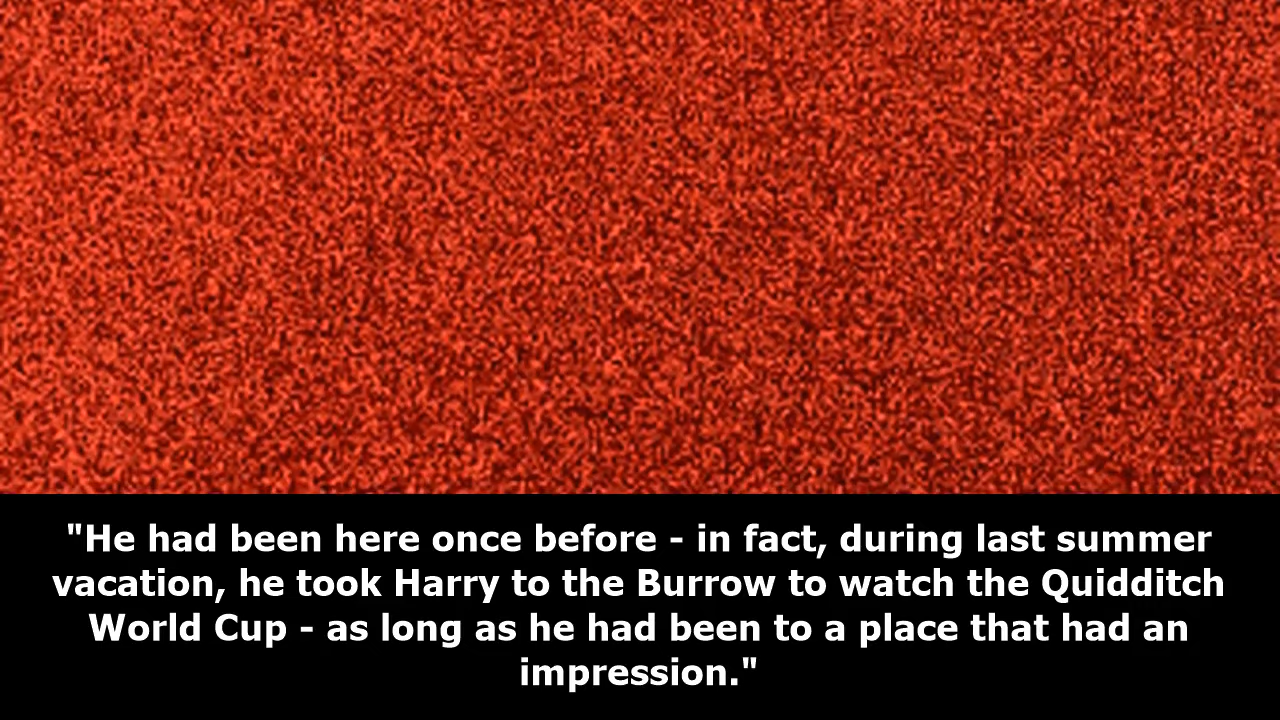 "He had been here once before - in fact, during last summer
vacation, he took Harry to the Burrow to watch the Quidditch
World Cup - as long as he had been to a place that had an
impression."